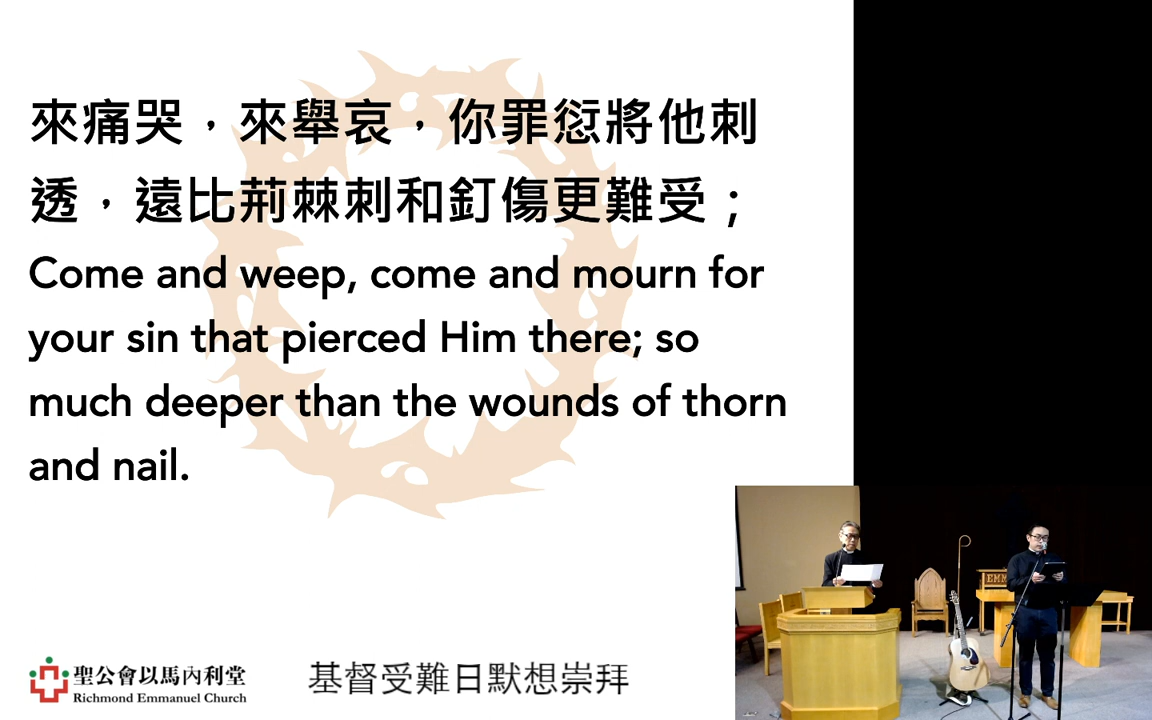 來痛哭，來舉哀，你罪愆將他刺
透，遠比荊棘刺和釘傷更難受；
Come and weep, come and mourn for
your sin that pierced Him there; so
much deeper than the wounds of thorn
and nail.
聖公會以馬內利堂
Richmond Emmanuel Church
基督受難日默想崇拜
EMM